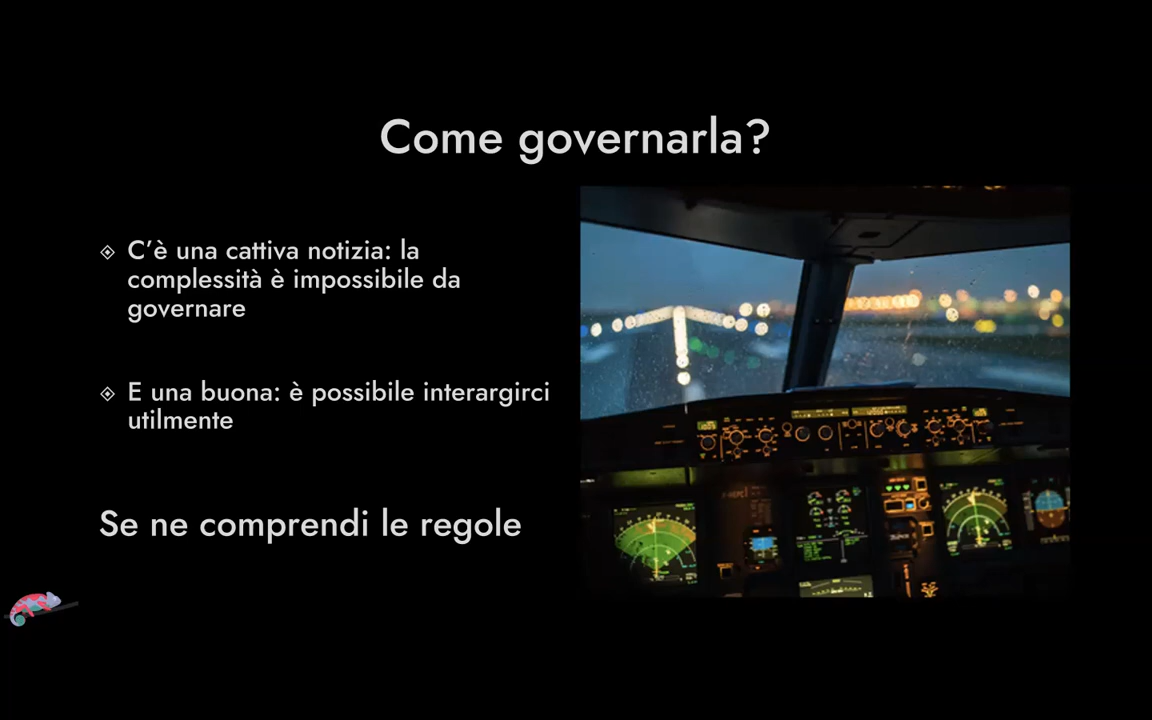 Come governarla?
C’è una cattiva notizia: la
complessità è impossibile da
governare
E una buona: è possibile interargirci
utilmente
Se ne comprendi le regole